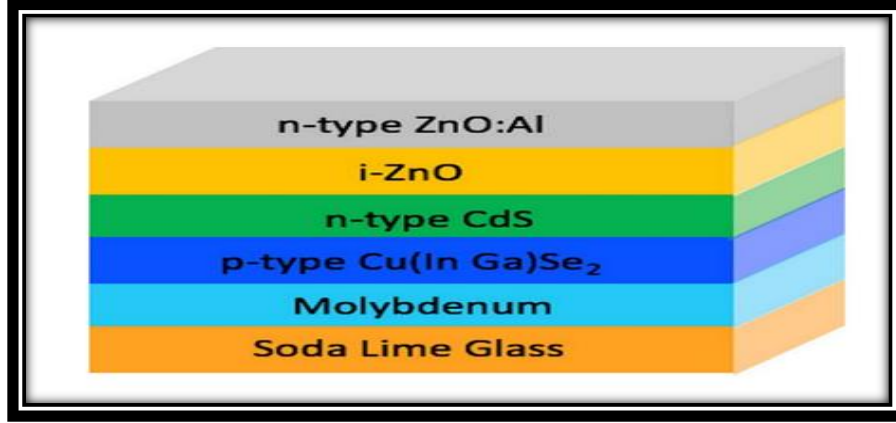 n-type ZnO:Al
i-ZnO
n-type CdS
p-type Cu(In Ga)Se₂
Molybdenum
Soda Lime Glass